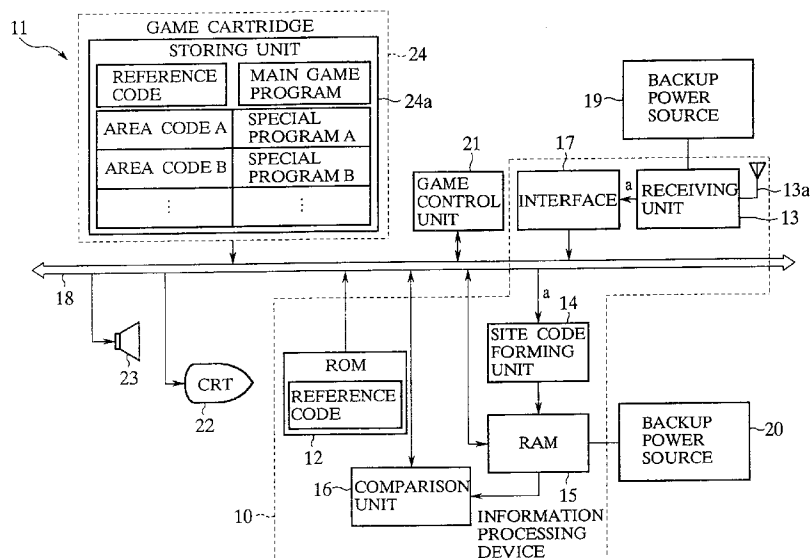 11
GAME CARTRIDGE
STORING UNIT
24
REFERENCE
CODE
MAIN GAME
PROGRAM
24a
AREA CODE A
SPECIAL
PROGRAM A
AREA CODE B
SPECIAL
PROGRAM B
⋮
⋮
19
BACKUP
POWER
SOURCE
21
GAME
CONTROL
UNIT
17
INTERFACE
a
RECEIVING
UNIT
13a
13
18
a
14
SITE CODE
FORMING
UNIT
23
CRT
22
ROM
REFERENCE
CODE
12
RAM
15
BACKUP
POWER
SOURCE
20
16
COMPARISON
UNIT
10
INFORMATION
PROCESSING
DEVICE